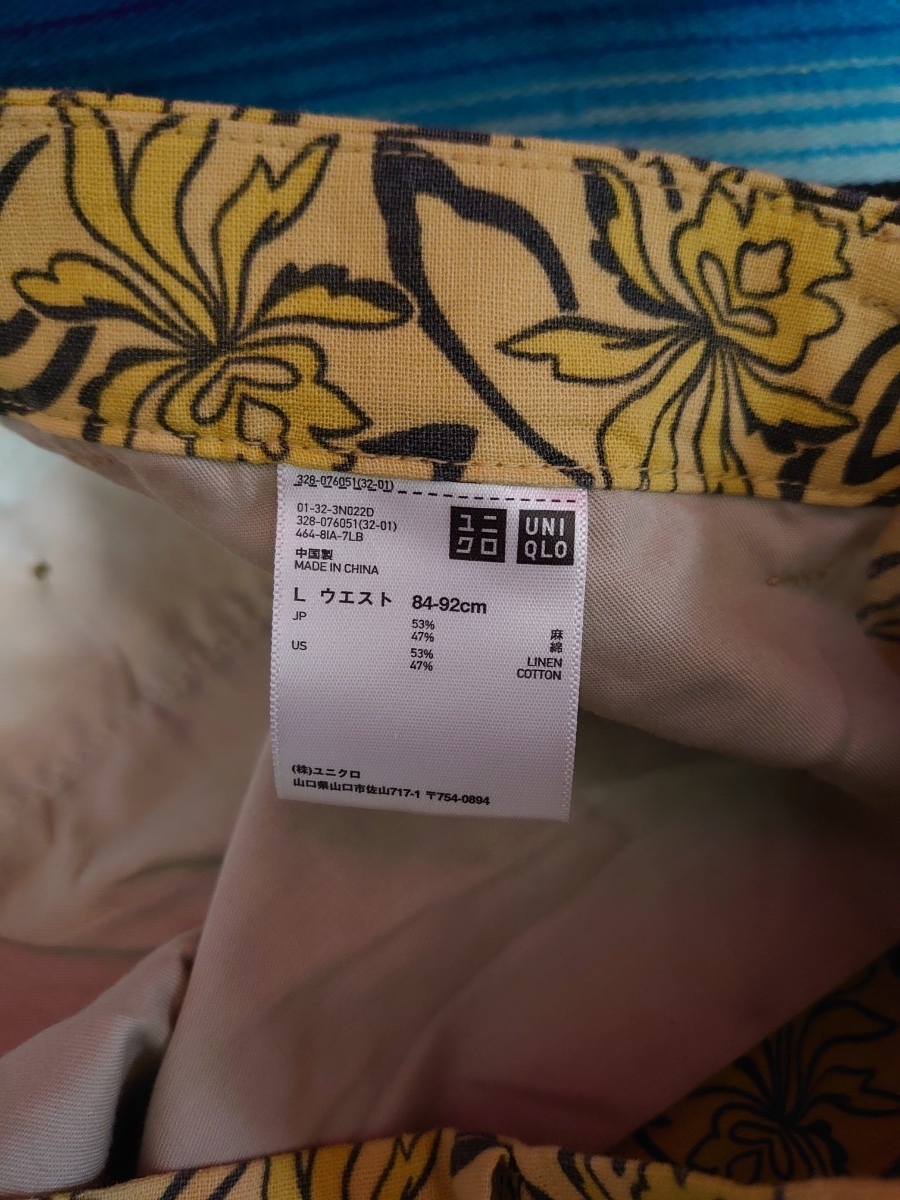 328-076051(32-01)
01-32-3N022D
328-076051(32-01)
464-8IA-7LB
ユニ
クロ
UNI
QLO
中国製
MADE IN CHINA
L ウエスト 84-92cm
JP 53% 麻
47% 綿
US 53% LINEN
47% COTTON
(株)ユニクロ
山口県山口市佐山717-1 〒754-0894